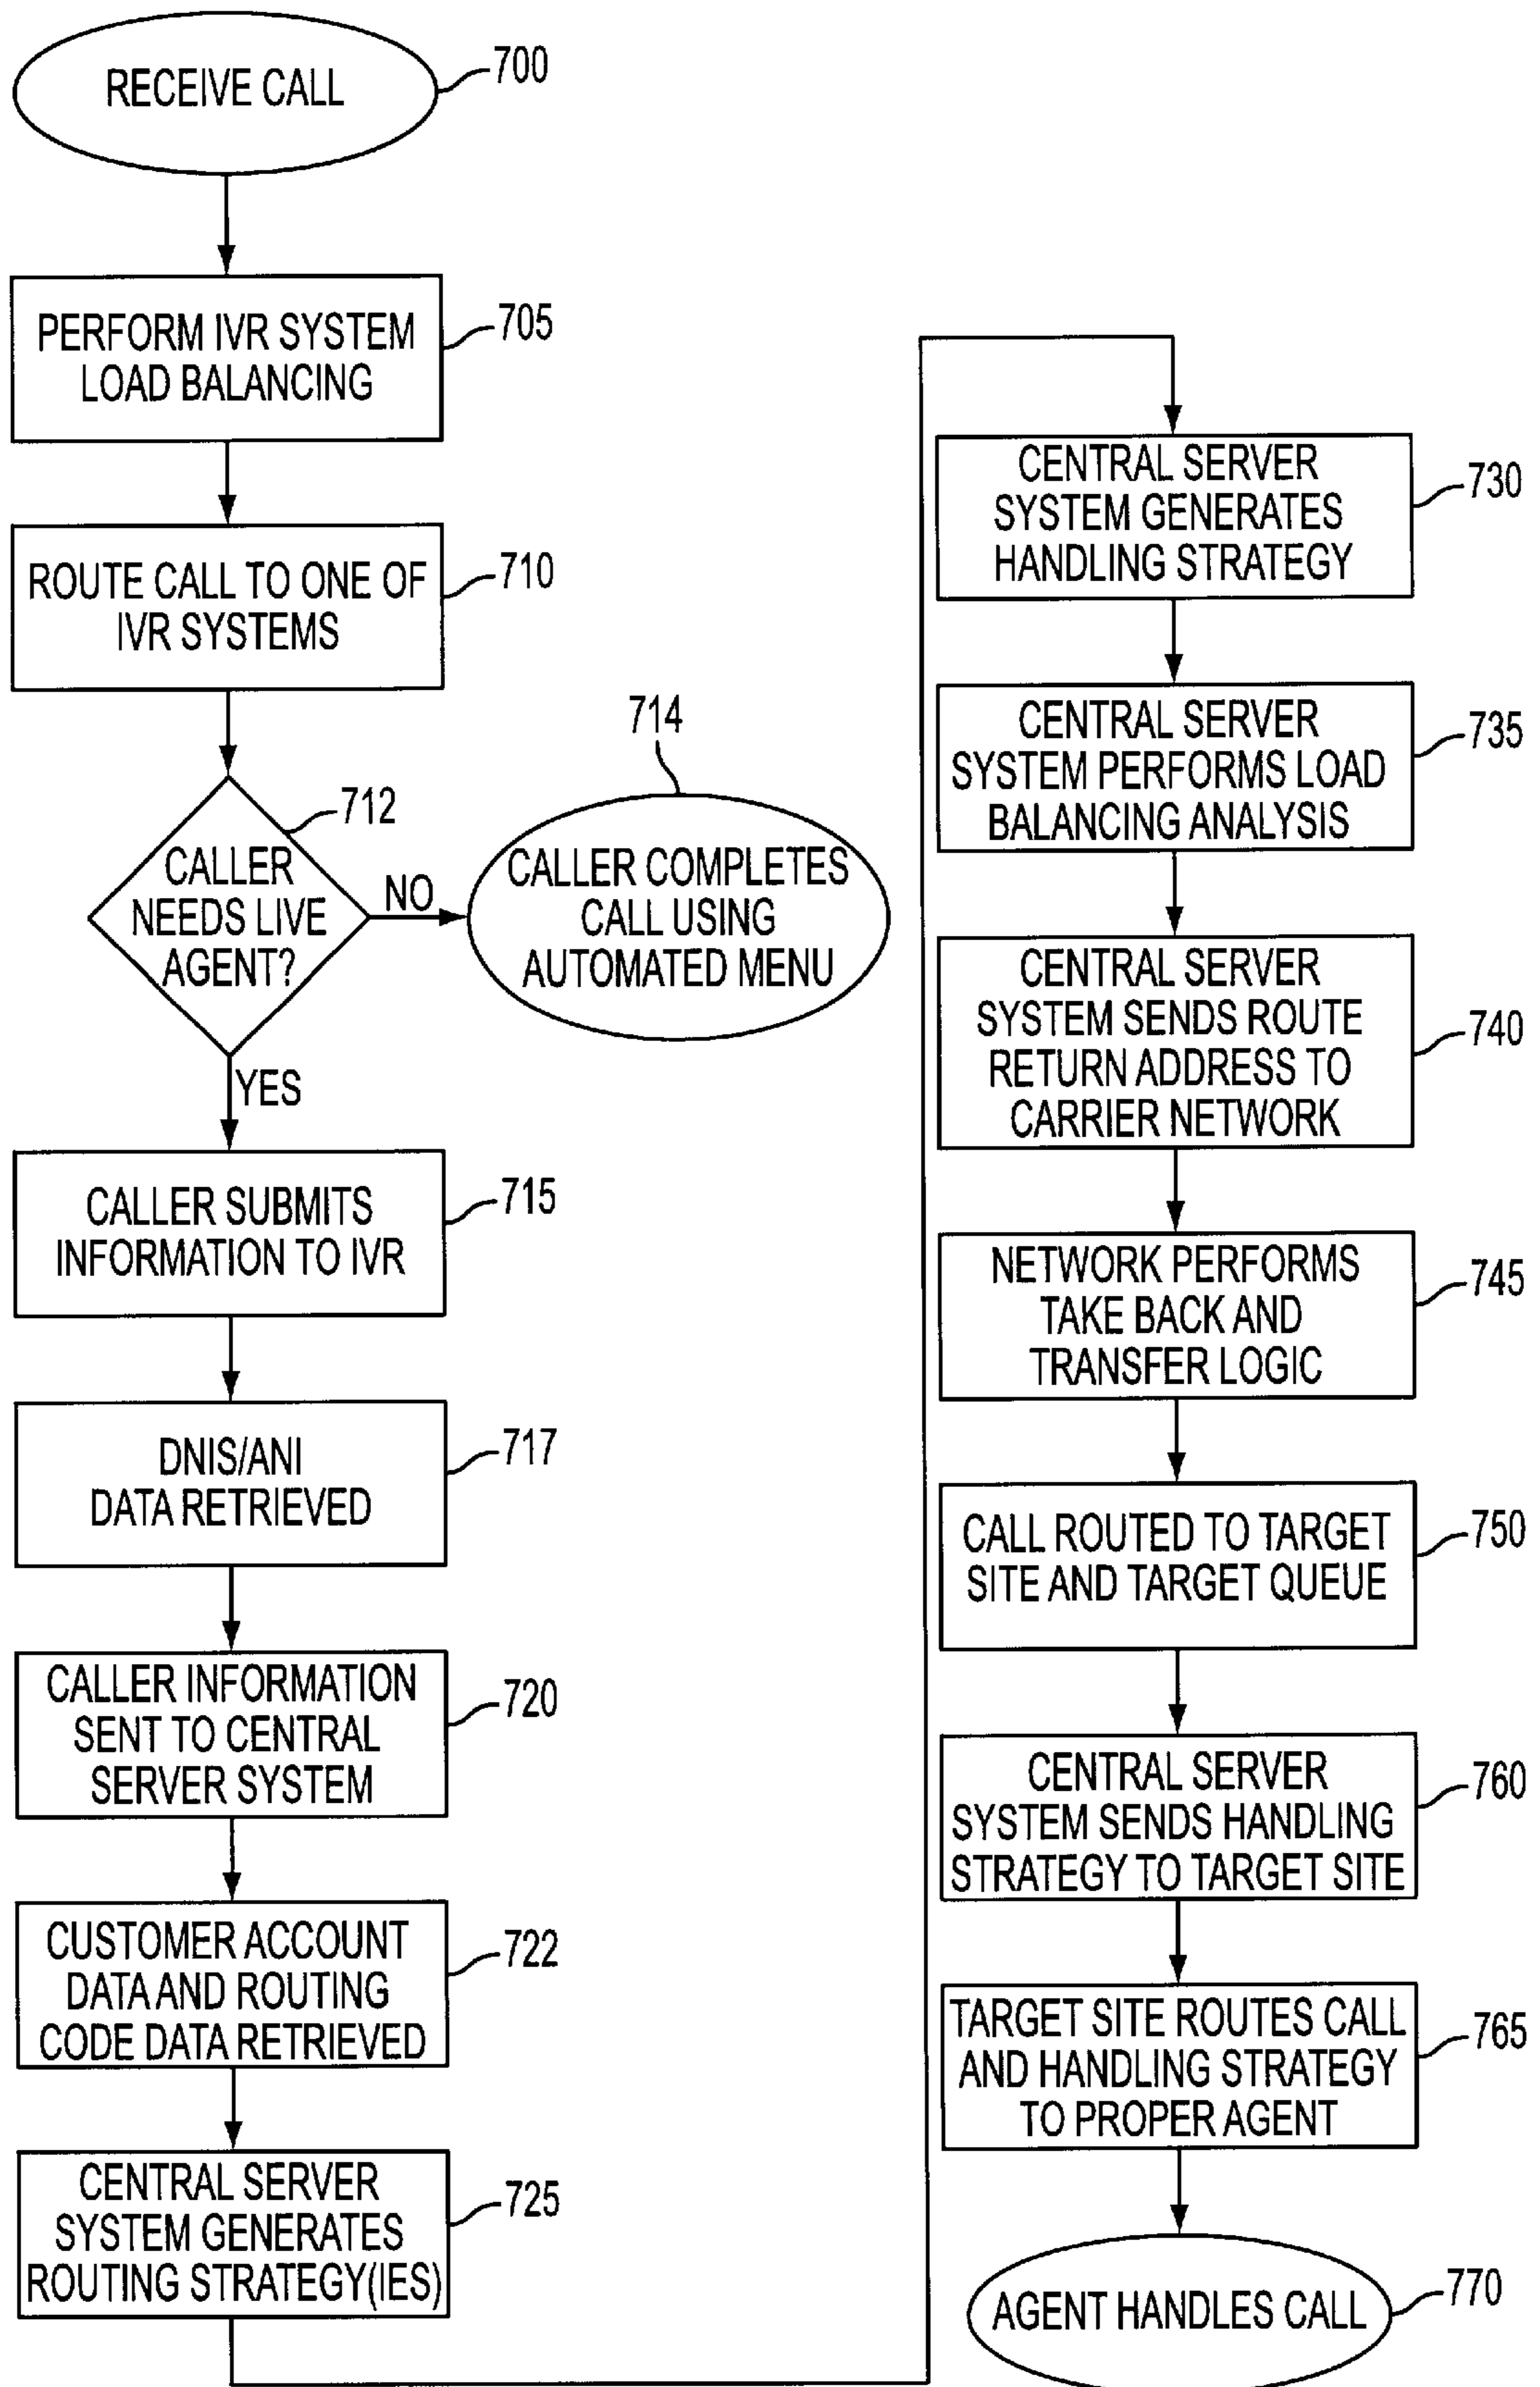 RECEIVE CALL
700
PERFORM IVR SYSTEM
LOAD BALANCING
705
ROUTE CALL TO ONE OF
IVR SYSTEMS
710
CALLER
NEEDS LIVE
AGENT?
712
NO
714
CALLER COMPLETES
CALL USING
AUTOMATED MENU
YES
CALLER SUBMITS
INFORMATION TO IVR
715
DNIS/ANI
DATA RETRIEVED
717
CALLER INFORMATION
SENT TO CENTRAL
SERVER SYSTEM
720
CUSTOMER ACCOUNT
DATA AND ROUTING
CODE DATA RETRIEVED
722
CENTRAL SERVER
SYSTEM GENERATES
ROUTING STRATEGY(IES)
725
CENTRAL SERVER
SYSTEM GENERATES
HANDLING STRATEGY
730
CENTRAL SERVER
SYSTEM PERFORMS LOAD
BALANCING ANALYSIS
735
CENTRAL SERVER
SYSTEM SENDS ROUTE
RETURN ADDRESS TO
CARRIER NETWORK
740
NETWORK PERFORMS
TAKE BACK AND
TRANSFER LOGIC
745
CALL ROUTED TO TARGET
SITE AND TARGET QUEUE
750
CENTRAL SERVER
SYSTEM SENDS HANDLING
STRATEGY TO TARGET SITE
760
TARGET SITE ROUTES CALL
AND HANDLING STRATEGY
TO PROPER AGENT
765
AGENT HANDLES CALL
770